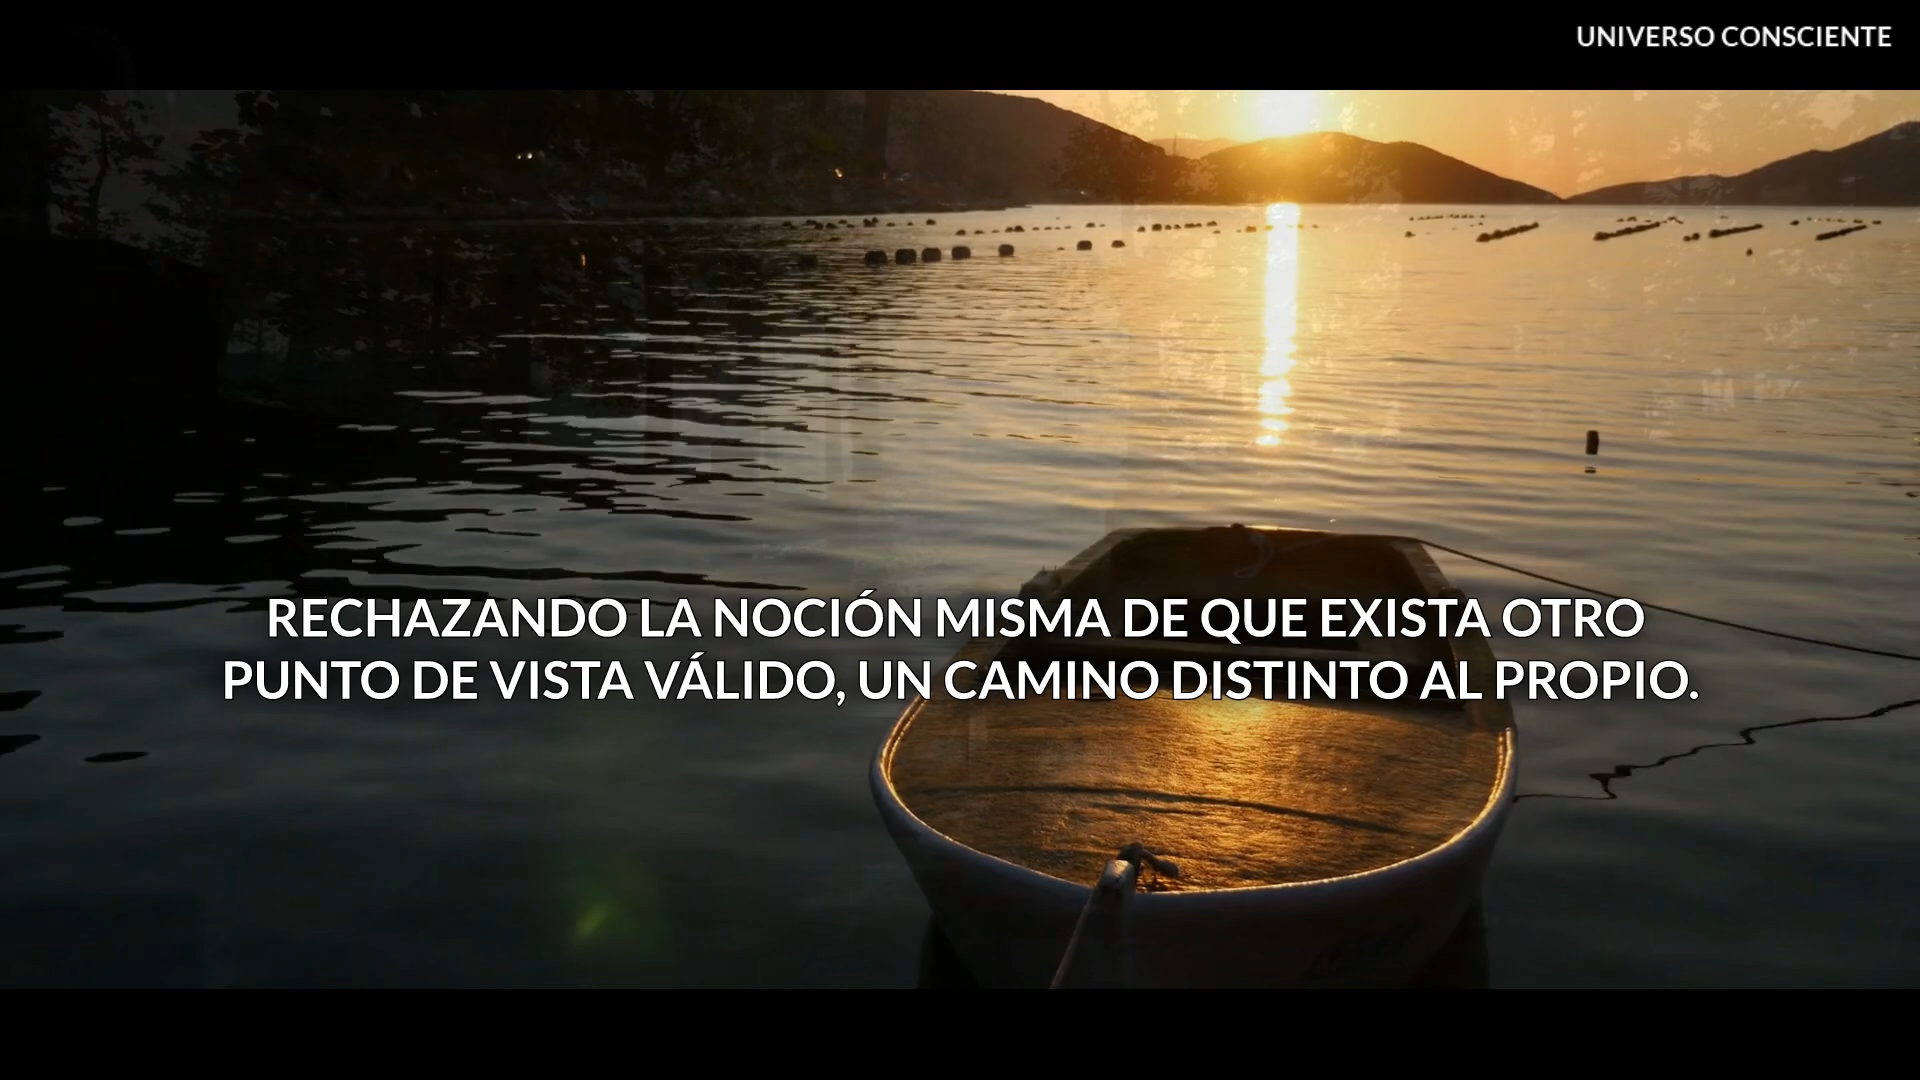 UNIVERSO CONSCIENTE
RECHAZANDO LA NOCIÓN MISMA DE QUE EXISTA OTRO
PUNTO DE VISTA VÁLIDO, UN CAMINO DISTINTO AL PROPIO.